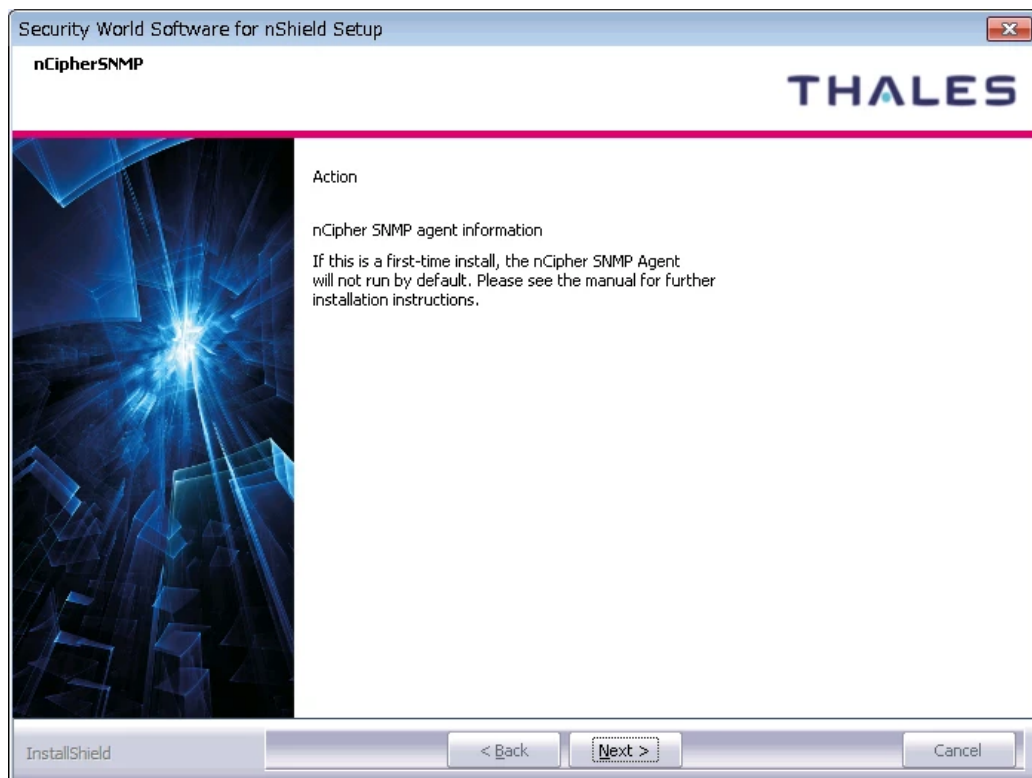 Security World Software for nShield Setup
nCipherSNMP
THALES
Action
nCipher SNMP agent information
If this is a first-time install, the nCipher SNMP Agent
will not run by default. Please see the manual for further
installation instructions.
InstallShield
< Back
Next >
Cancel